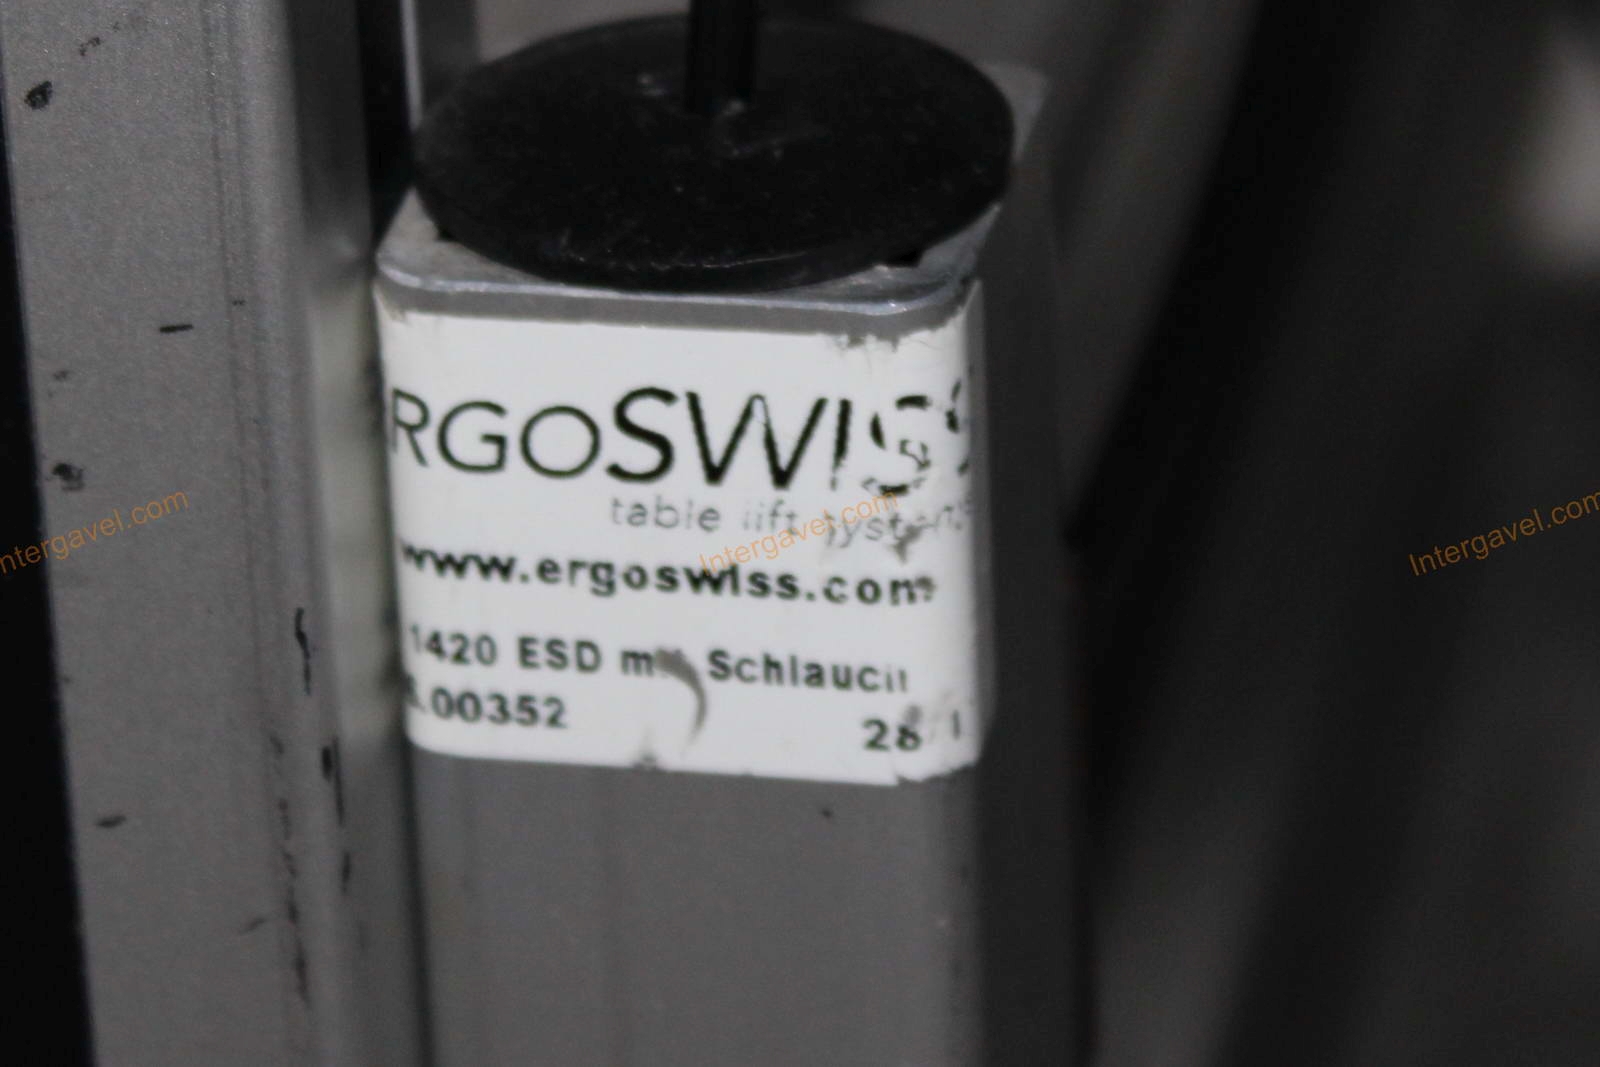 RGOSWISS
table lift systems
www.ergoswiss.com
1420 ESD mit Schlauch
.00352 28
Intergavel.com
Intergavel.com
Intergavel.com